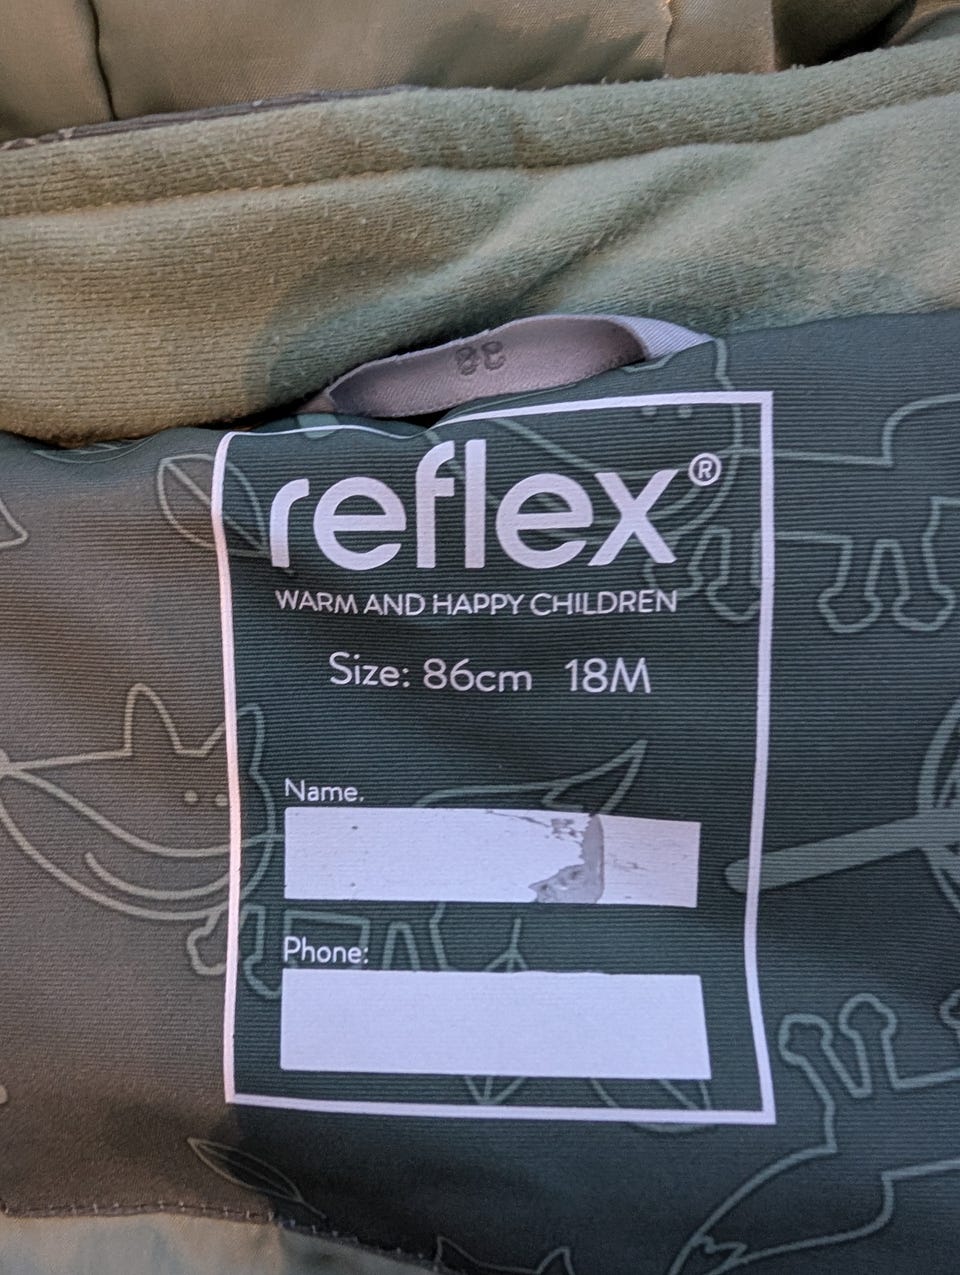 reflex®
WARM AND HAPPY CHILDREN
Size: 86cm 18M
Name:
Phone: